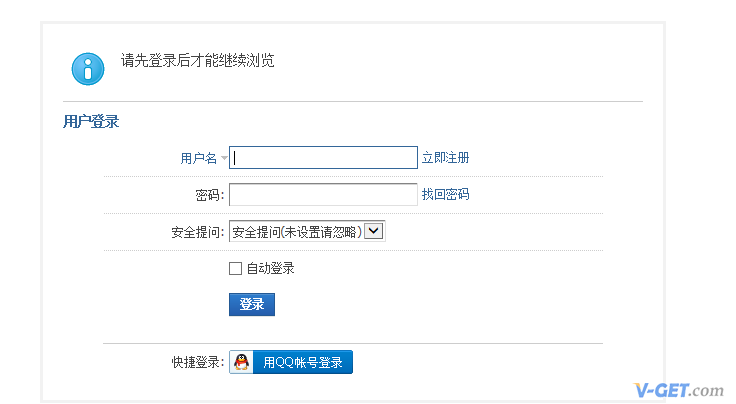 请先登录后才能继续浏览
用户登录
用户名 立即注册
密码: 找回密码
安全提问: 安全提问(未设置请忽略)
自动登录
登录
快捷登录: 用QQ帐号登录
V-GET.com